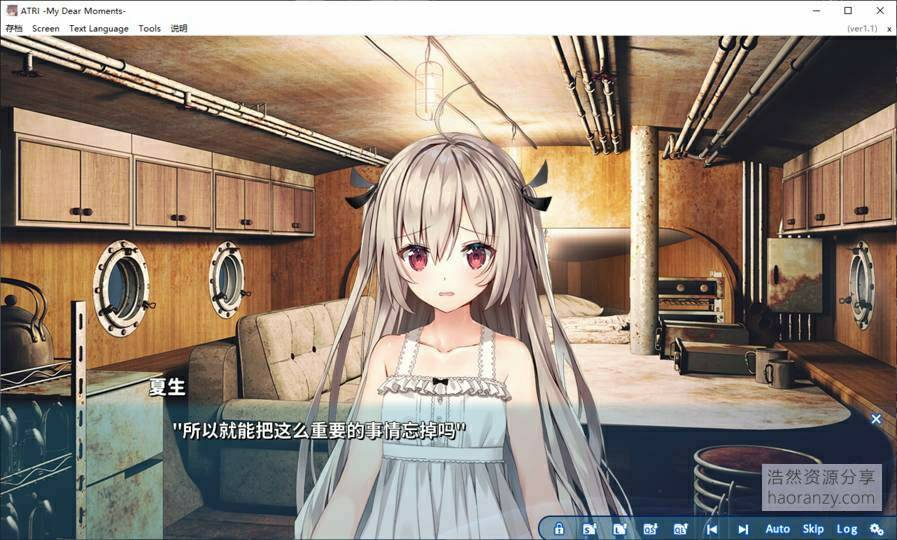 ATRI -My Dear Moments-
存档 Screen Text Language Tools 说明 (ver1.1) x
夏生
"所以就能把这么重要的事情忘掉吗"
浩然资源分享
haoranzy.com
S L QS QL Auto Skip Log